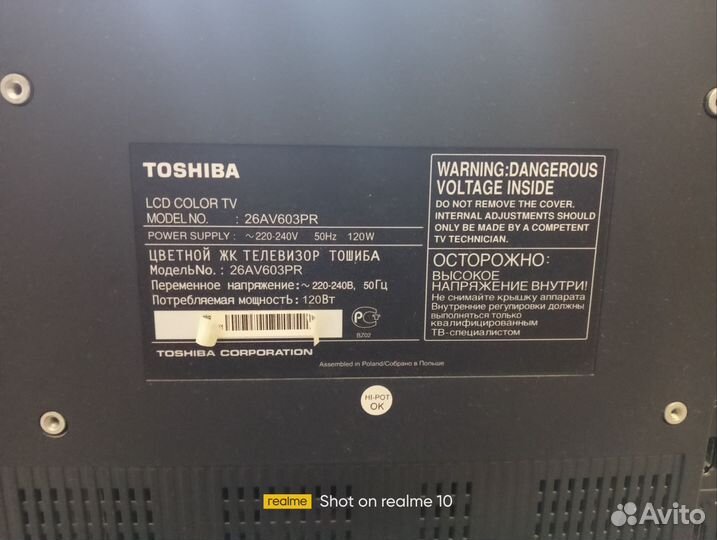 TOSHIBA
LCD COLOR TV
MODEL NO. : 26AV603PR
POWER SUPPLY : ~ 220-240V 50Hz 120W
ЦВЕТНОЙ ЖК ТЕЛЕВИЗОР ТОШИБА
Модель No. : 26AV603PR
Переменное напряжение: ~ 220-240В, 50Гц
Потребляемая мощность: 120Вт
BZ02
TOSHIBA CORPORATION
Assembled in Poland/Собрано в Польше
WARNING:DANGEROUS
VOLTAGE INSIDE
DO NOT REMOVE THE COVER.
INTERNAL ADJUSTMENTS SHOULD
ONLY BE MADE BY A COMPETENT
TV TECHNICIAN.
ОСТОРОЖНО:
ВЫСОКОЕ
НАПРЯЖЕНИЕ ВНУТРИ!
Не снимайте крышку аппарата
Внутренние регулировки должны
выполняться только
квалифицированным
ТВ-специалистом
HI-POT
OK
realme Shot on realme 10
Avito